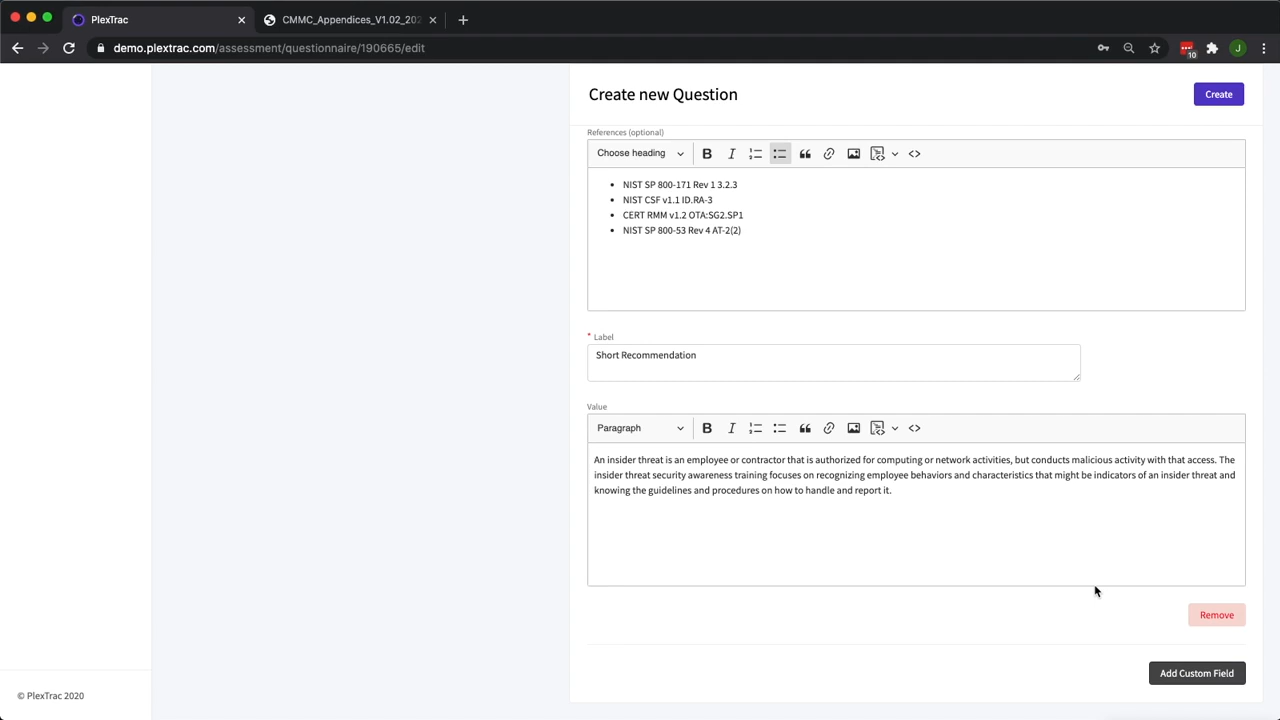 PlexTrac
CMMC_Appendices_V1.02_202
demo.plextrac.com/assessment/questionnaire/190665/edit
10
J
Create new Question
Create
References (optional)
Choose heading
B
I
NIST SP 800-171 Rev 1 3.2.3
NIST CSF v1.1 ID.RA-3
CERT RMM v1.2 OTA:SG2.SP1
NIST SP 800-53 Rev 4 AT-2(2)
* Label
Short Recommendation
Value
Paragraph
B
I
An insider threat is an employee or contractor that is authorized for computing or network activities, but conducts malicious activity with that access. The
insider threat security awareness training focuses on recognizing employee behaviors and characteristics that might be indicators of an insider threat and
knowing the guidelines and procedures on how to handle and report it.
Remove
Add Custom Field
© PlexTrac 2020